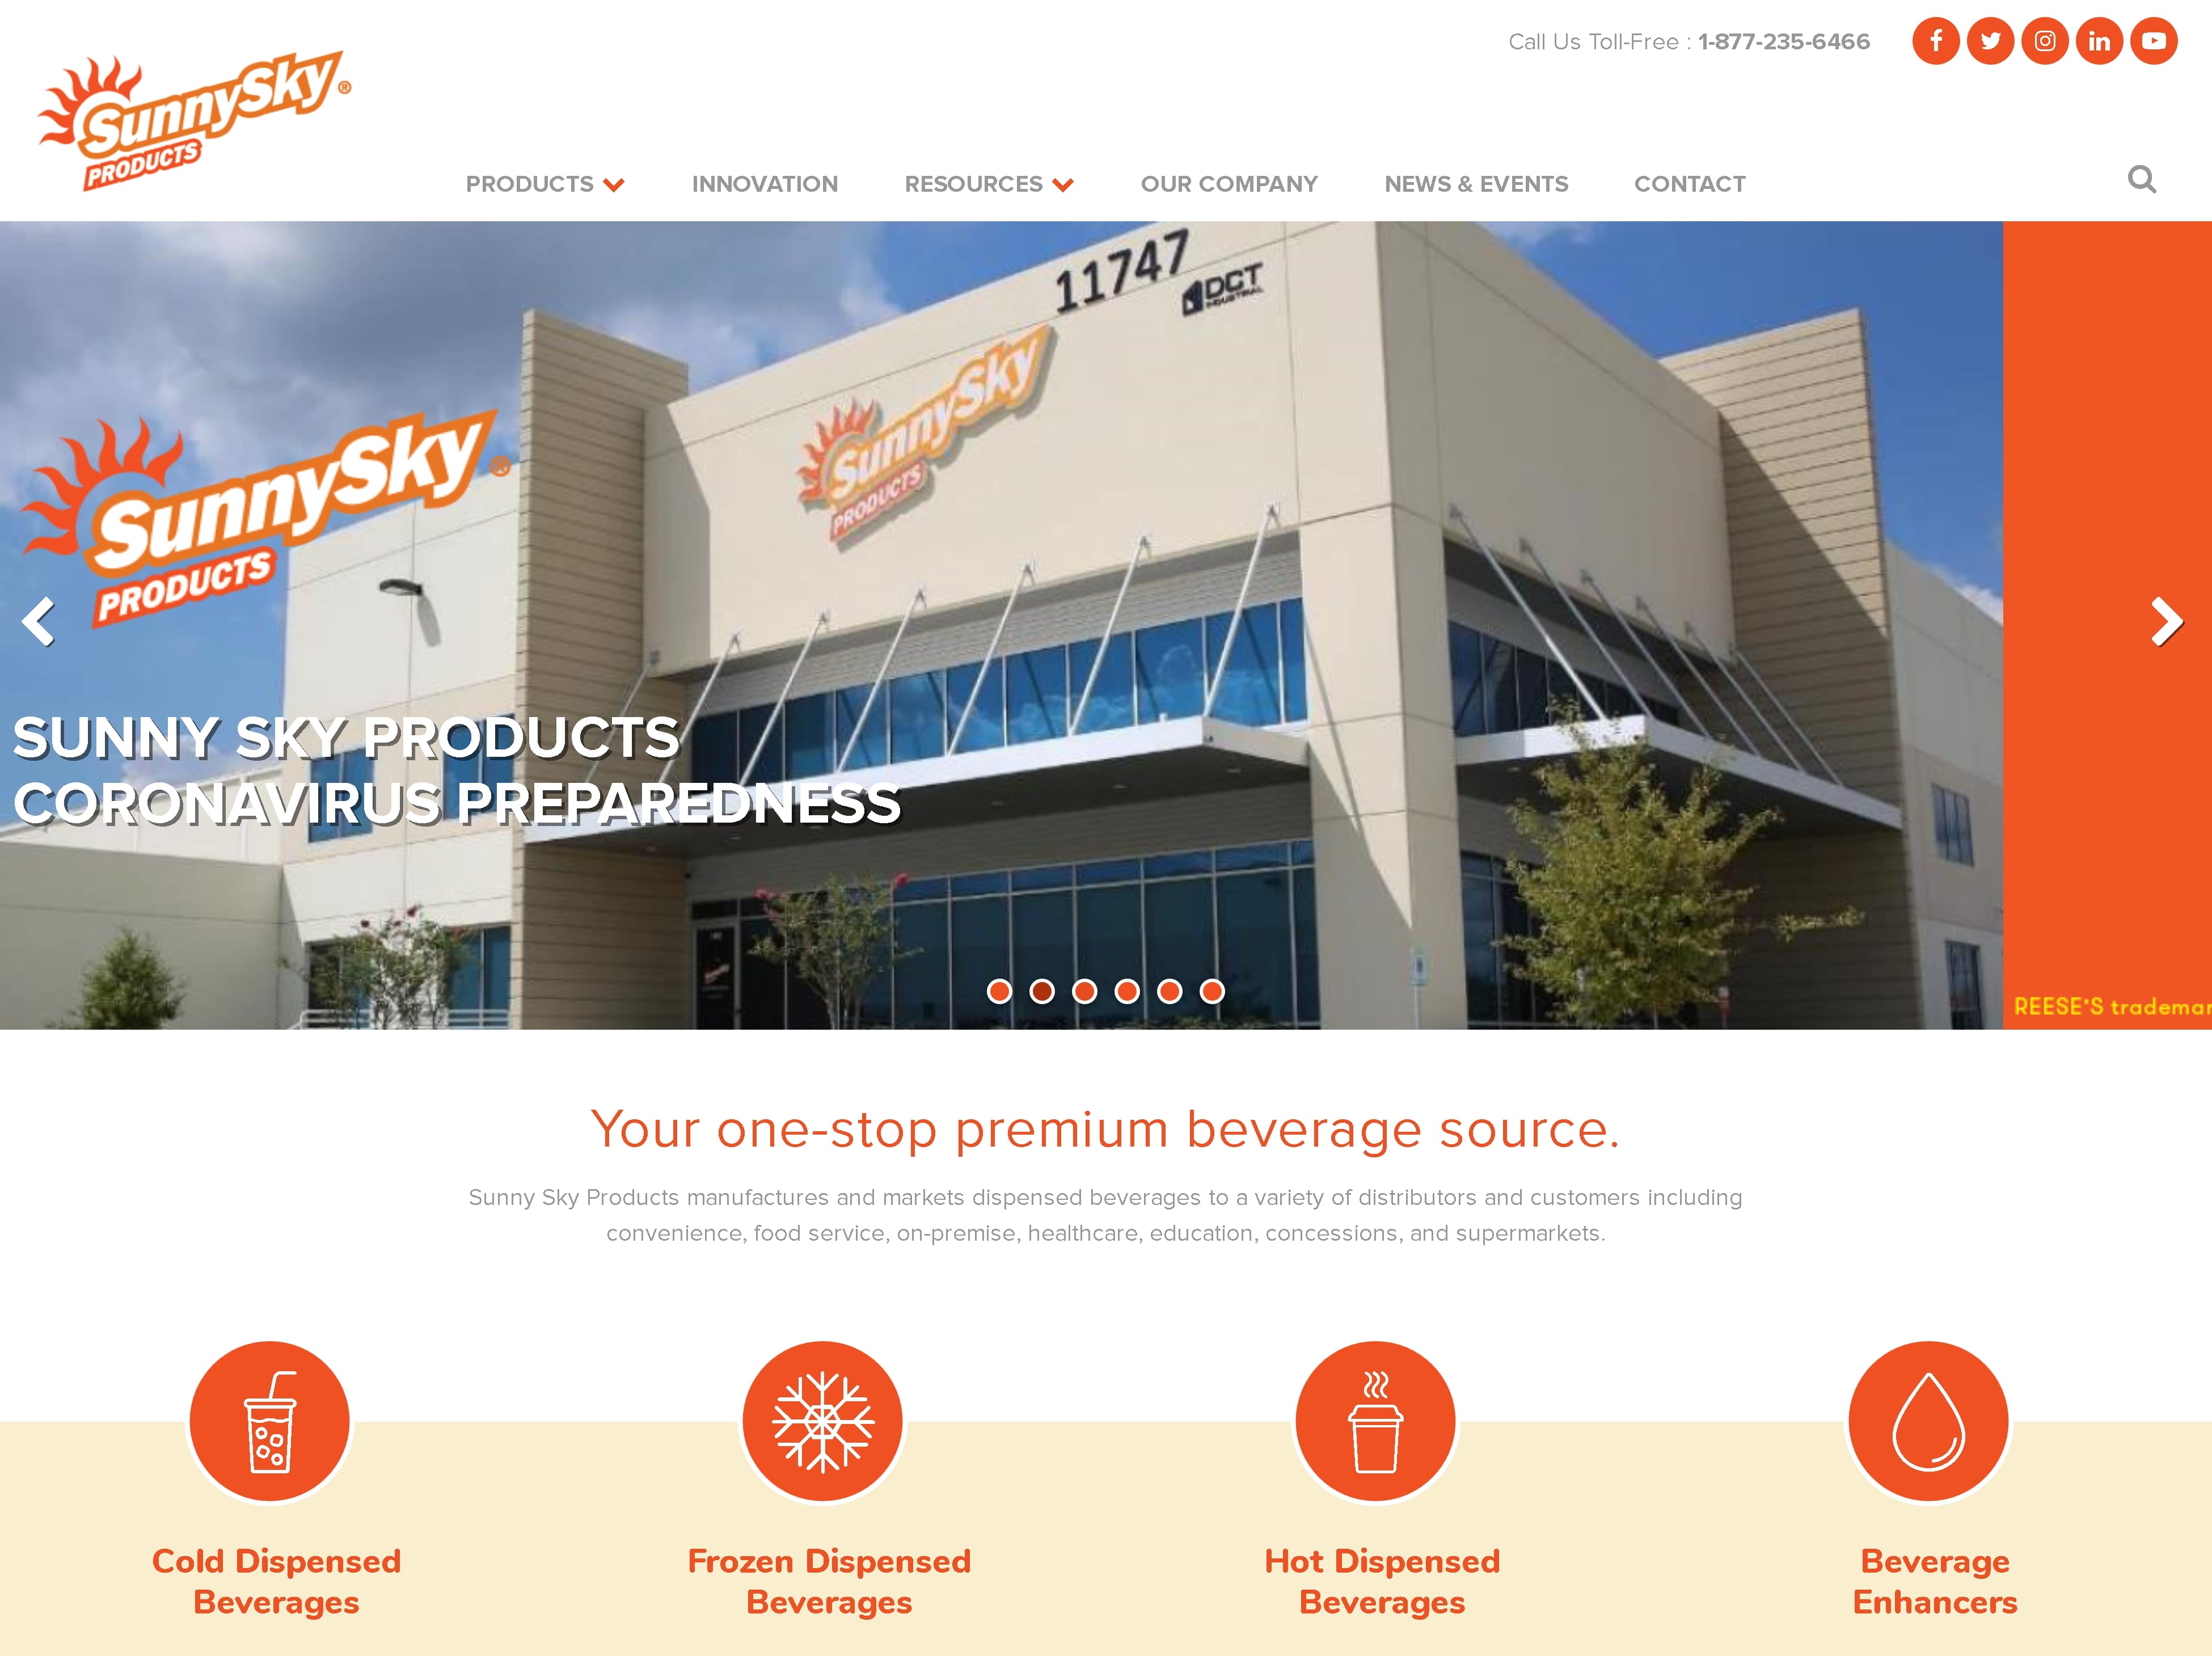 Call Us Toll-Free : 1-877-235-6466
SunnySky®
PRODUCTS
PRODUCTS
INNOVATION
RESOURCES
OUR COMPANY
NEWS & EVENTS
CONTACT
11747
DCT
INDUSTRIAL
SunnySky
PRODUCTS
SunnySky®
PRODUCTS
SUNNY SKY PRODUCTS
CORONAVIRUS PREPAREDNESS
REESE'S trademar
Your one-stop premium beverage source.
Sunny Sky Products manufactures and markets dispensed beverages to a variety of distributors and customers including
convenience, food service, on-premise, healthcare, education, concessions, and supermarkets.
Cold Dispensed
Beverages
Frozen Dispensed
Beverages
Hot Dispensed
Beverages
Beverage
Enhancers